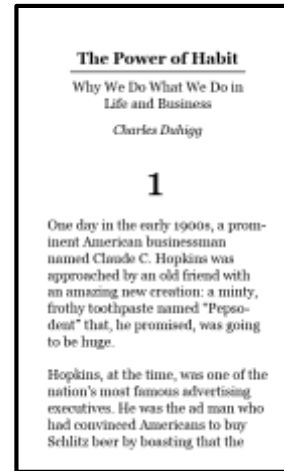 The Power of Habit
Why We Do What We Do in
Life and Business
Charles Duhigg
1
One day in the early 1900s, a prom-
inent American businessman
named Claude C. Hopkins was
approached by an old friend with
an amazing new creation: a minty,
frothy toothpaste named "Pepso-
dent" that, he promised, was going
to be huge.
Hopkins, at the time, was one of the
nation's most famous advertising
executives. He was the ad man who
had convinced Americans to buy
Schlitz beer by boasting that the